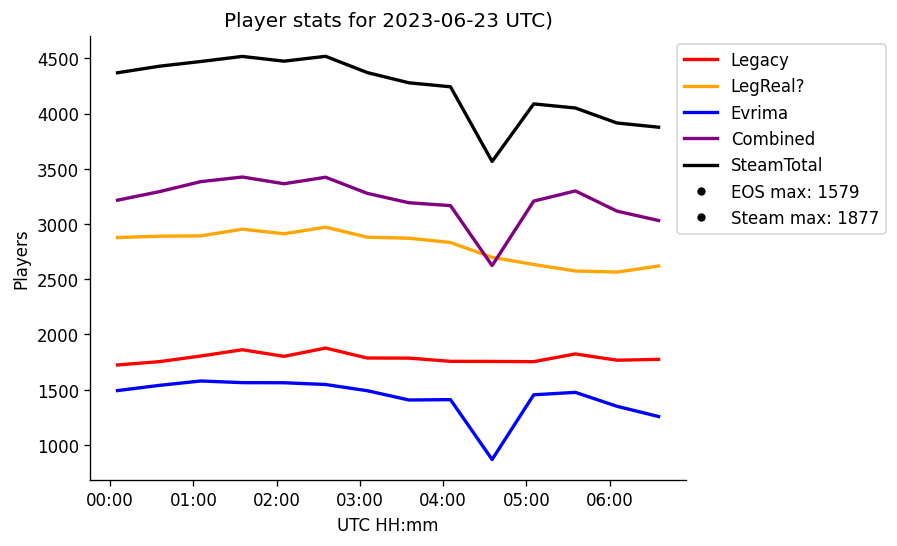 Player stats for 2023-06-23 UTC)
Players
4500
4000
3500
3000
2500
2000
1500
1000
00:00 01:00 02:00 03:00 04:00 05:00 06:00
UTC HH:mm
Legacy
LegReal?
Evrima
Combined
SteamTotal
EOS max: 1579
Steam max: 1877